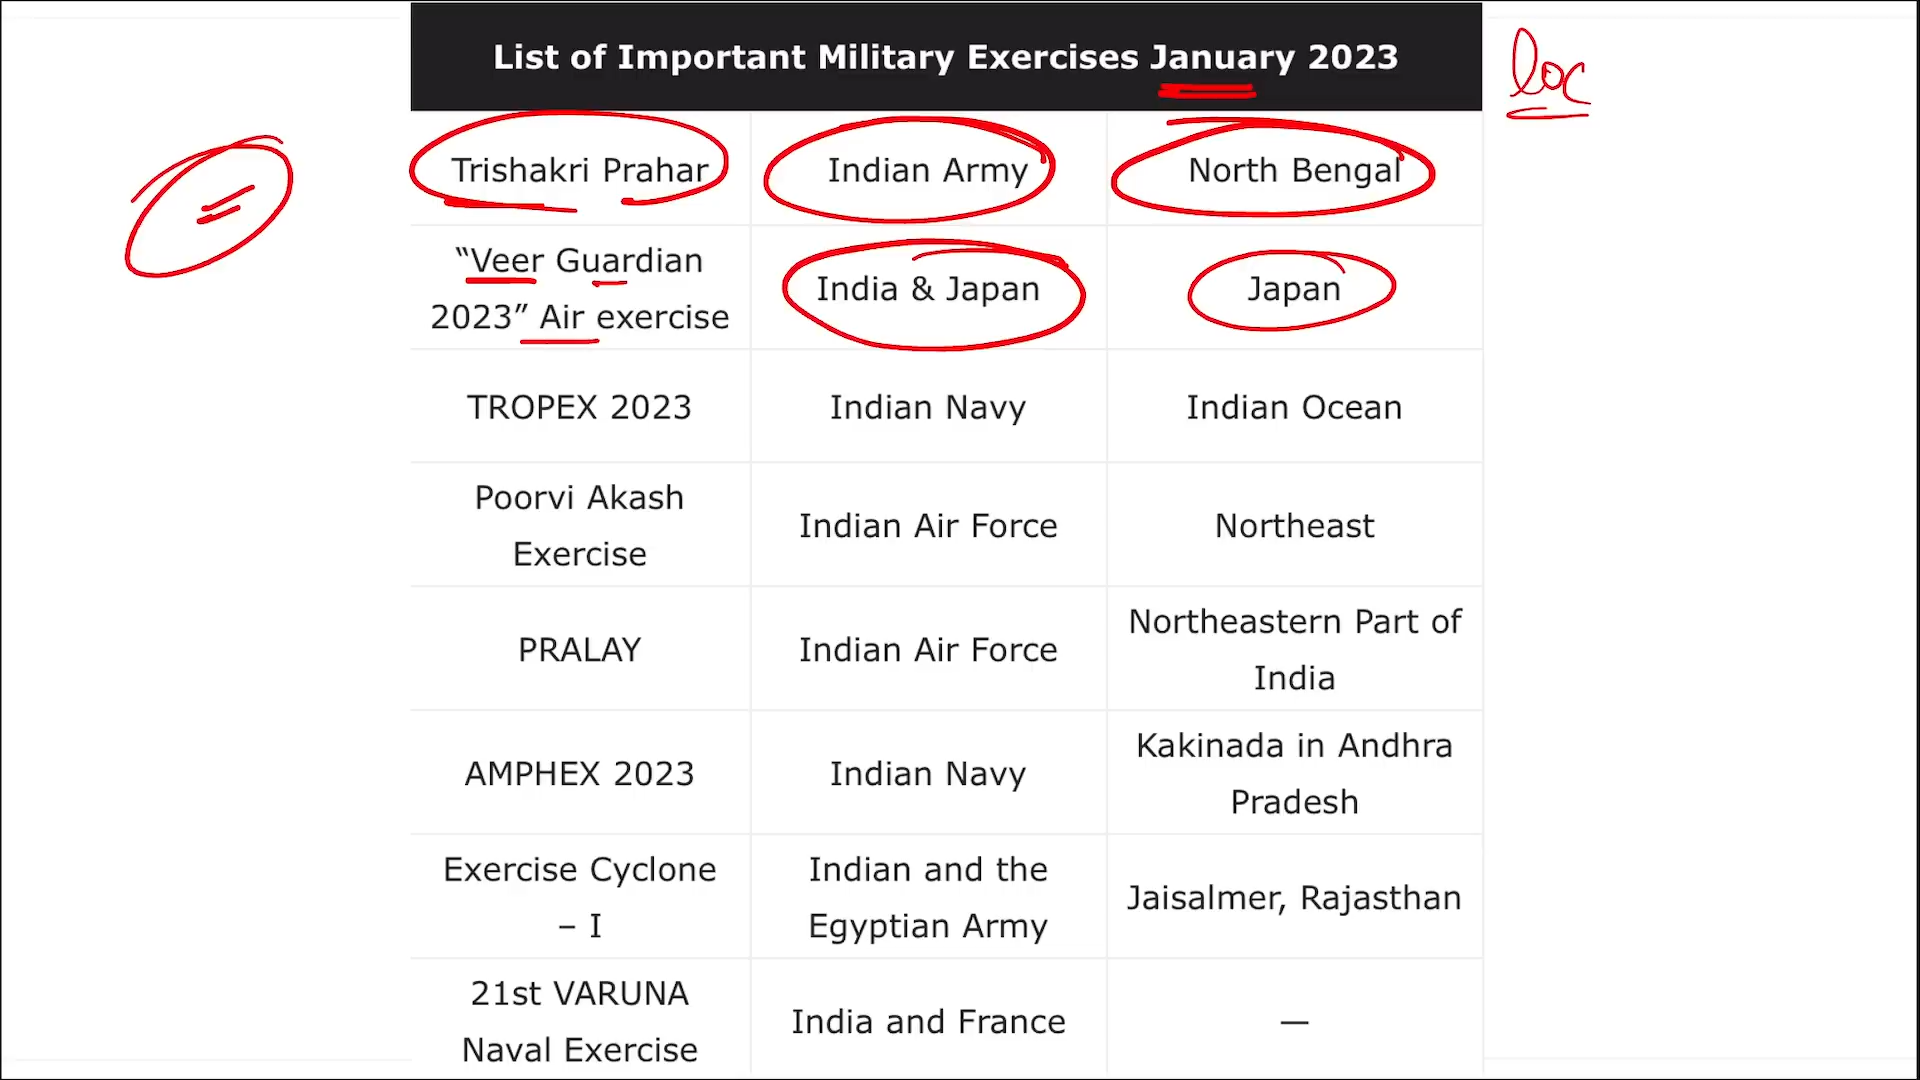 List of Important Military Exercises January 2023
loc
Trishakri Prahar
Indian Army
North Bengal
“Veer Guardian
2023” Air exercise
India & Japan
Japan
TROPEX 2023
Indian Navy
Indian Ocean
Poorvi Akash
Exercise
Indian Air Force
Northeast
PRALAY
Indian Air Force
Northeastern Part of
India
AMPHEX 2023
Indian Navy
Kakinada in Andhra
Pradesh
Exercise Cyclone
– I
Indian and the
Egyptian Army
Jaisalmer, Rajasthan
21st VARUNA
Naval Exercise
India and France
—